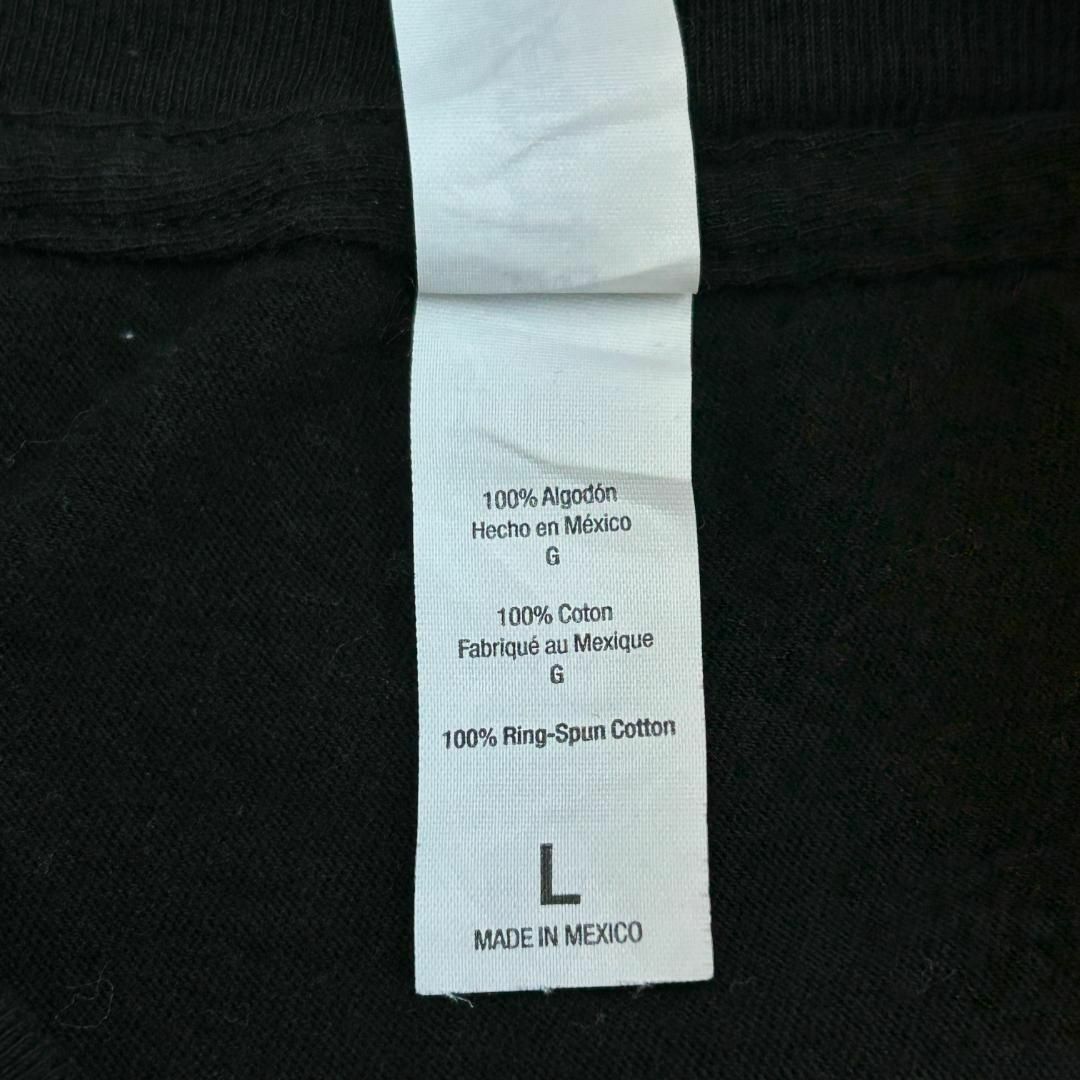 100% Algodón
Hecho en México
G
100% Coton
Fabriqué au Mexique
G
100% Ring-Spun Cotton
L
MADE IN MEXICO